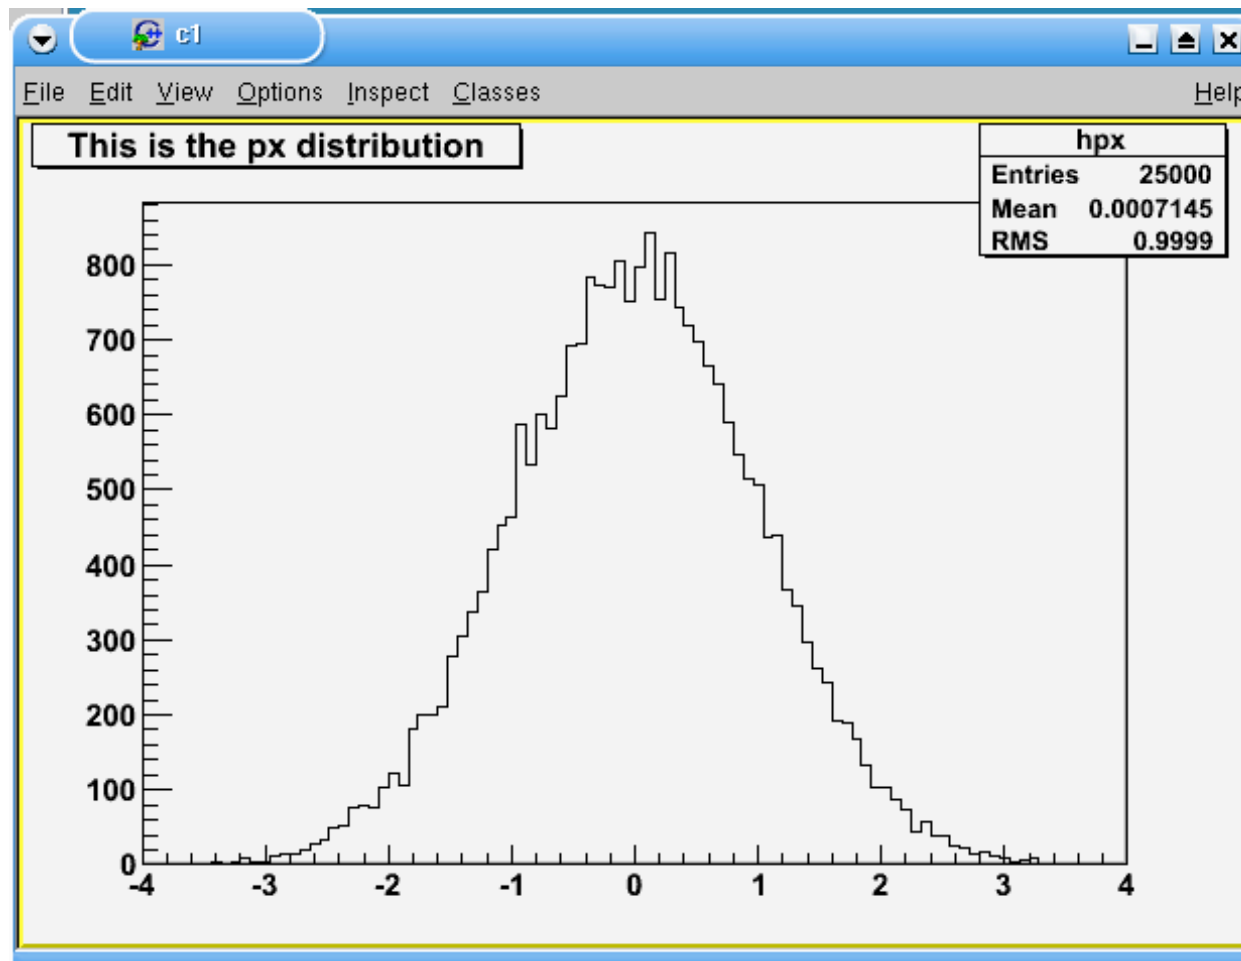 c1
File Edit View Options Inspect Classes Help
This is the px distribution
hpx
Entries 25000
Mean 0.0007145
RMS 0.9999
800
700
600
500
400
300
200
100
0
-4 -3 -2 -1 0 1 2 3 4